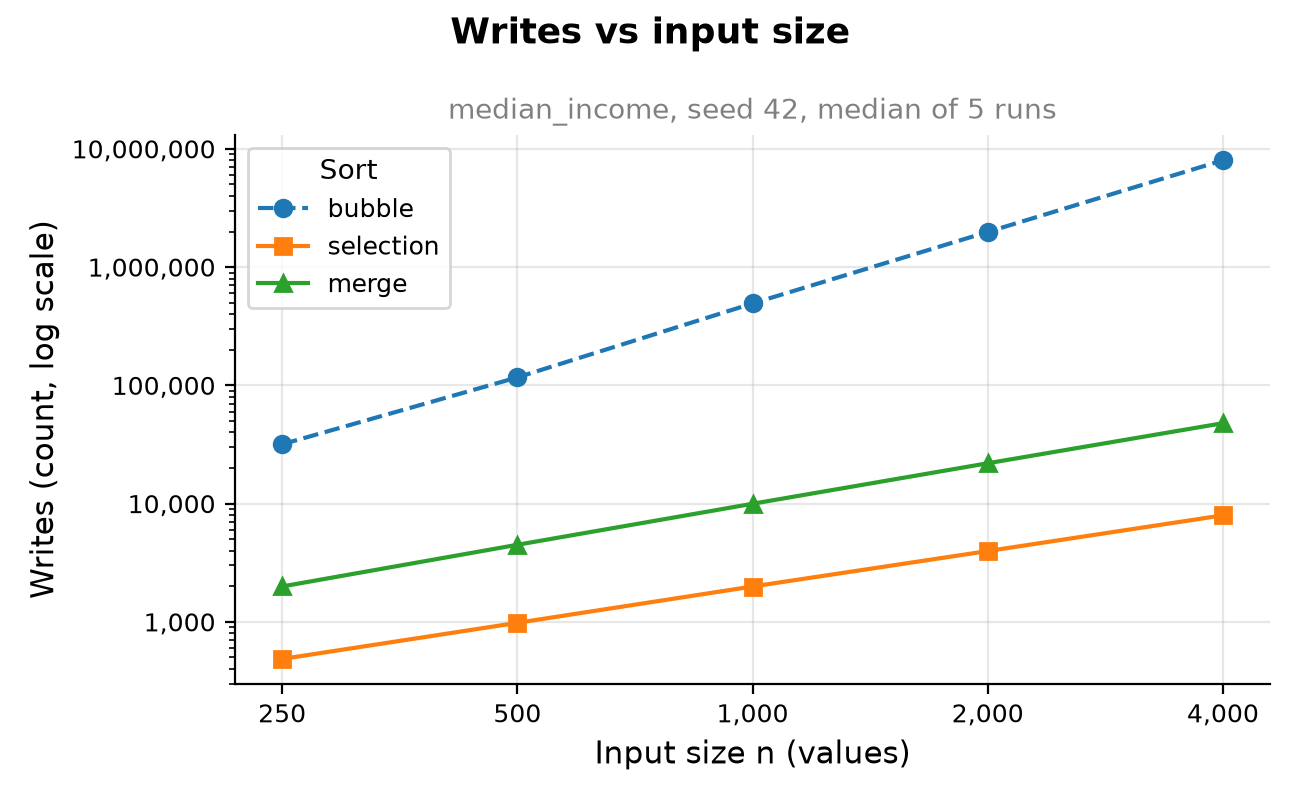 Writes vs input size
median_income, seed 42, median of 5 runs
Writes (count, log scale)
10,000,000
1,000,000
100,000
10,000
1,000
Sort
bubble
selection
merge
250 500 1,000 2,000 4,000
Input size n (values)